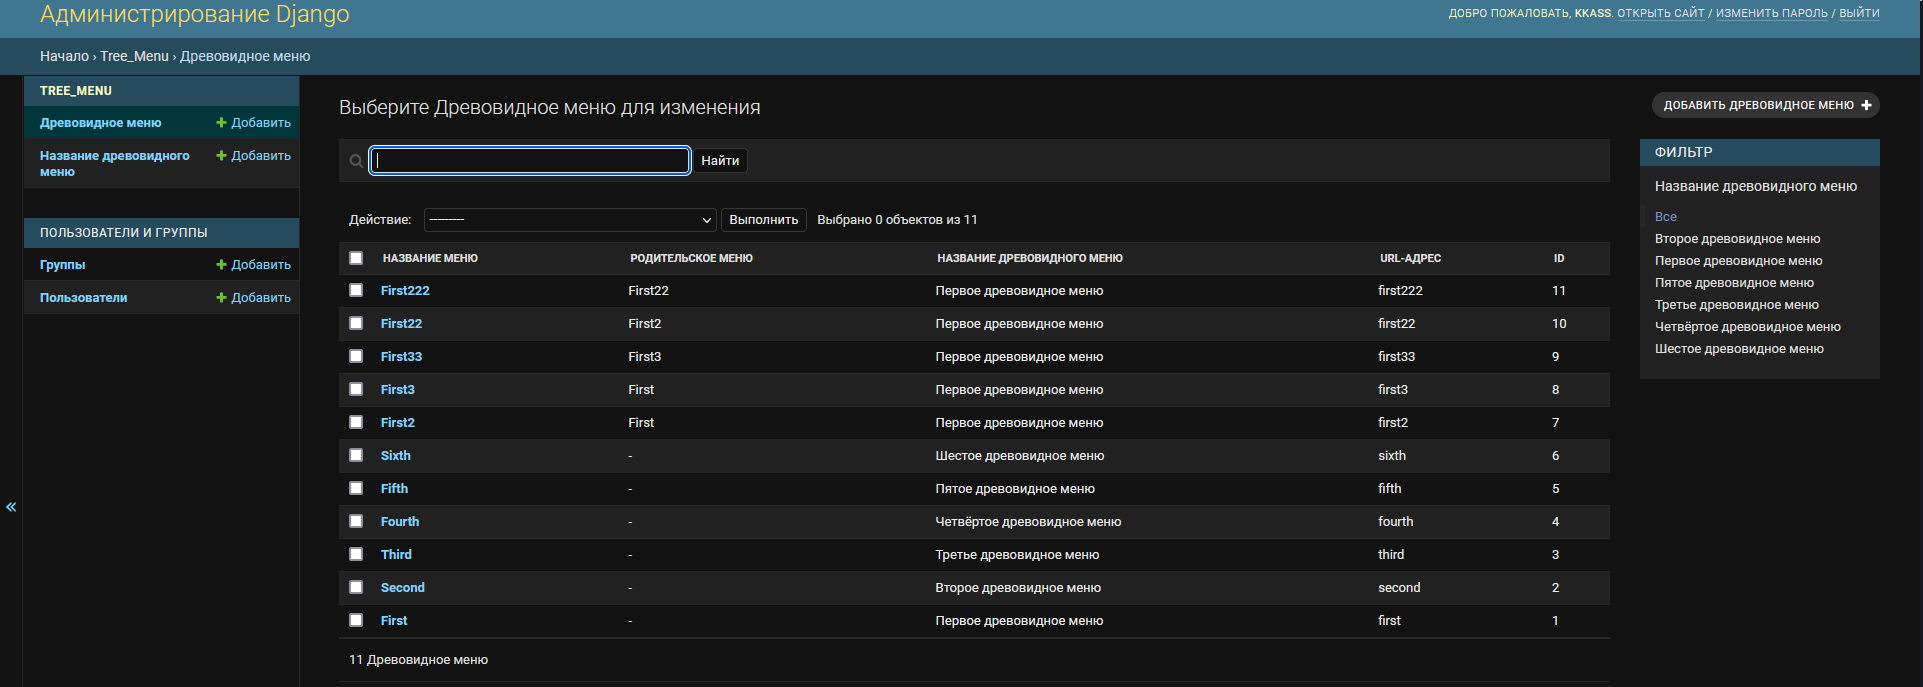 Администрирование Django
ДОБРО ПОЖАЛОВАТЬ, KKASS. ОТКРЫТЬ САЙТ / ИЗМЕНИТЬ ПАРОЛЬ / ВЫЙТИ
Начало › Tree_Menu › Древовидное меню
TREE_MENU
Древовидное меню + Добавить
Название древовидного меню + Добавить
ПОЛЬЗОВАТЕЛИ И ГРУППЫ
Группы + Добавить
Пользователи + Добавить
«
Выберите Древовидное меню для изменения
ДОБАВИТЬ ДРЕВОВИДНОЕ МЕНЮ +
Найти
Действие: --------- Выполнить Выбрано 0 объектов из 11
НАЗВАНИЕ МЕНЮ РОДИТЕЛЬСКОЕ МЕНЮ НАЗВАНИЕ ДРЕВОВИДНОГО МЕНЮ URL-АДРЕС ID
First222 First22 Первое древовидное меню first222 11
First22 First2 Первое древовидное меню first22 10
First33 First3 Первое древовидное меню first33 9
First3 First Первое древовидное меню first3 8
First2 First Первое древовидное меню first2 7
Sixth - Шестое древовидное меню sixth 6
Fifth - Пятое древовидное меню fifth 5
Fourth - Четвёртое древовидное меню fourth 4
Third - Третье древовидное меню third 3
Second - Второе древовидное меню second 2
First - Первое древовидное меню first 1
11 Древовидное меню
ФИЛЬТР
Название древовидного меню
Все
Второе древовидное меню
Первое древовидное меню
Пятое древовидное меню
Третье древовидное меню
Четвёртое древовидное меню
Шестое древовидное меню